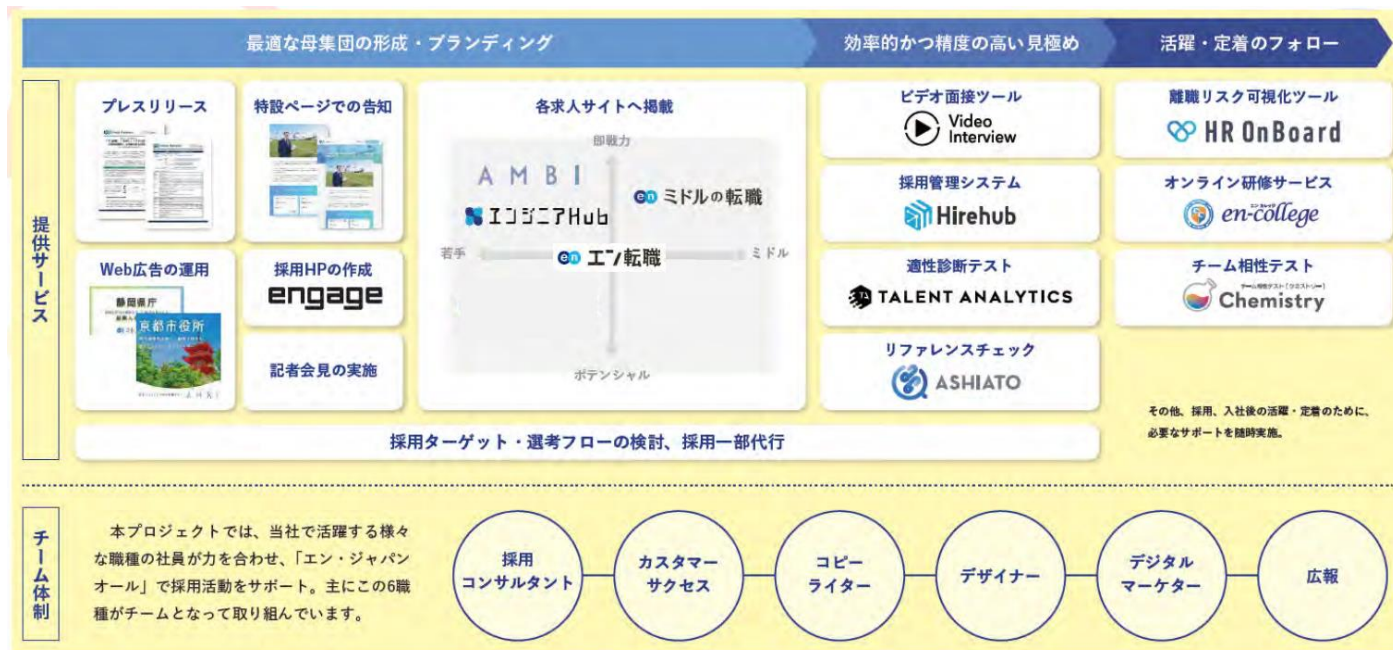 最適な母集団の形成・ブランディング
効率的かつ精度の高い見極め
活躍・定着のフォロー
提供サービス
プレスリリース
特設ページでの告知
Web広告の運用
静岡県庁
京都市役所
AMBI
採用HPの作成
engage
記者会見の実施
各求人サイトへ掲載
即戦力
AMBI
en ミドルの転職
エンジニアHub
若手
en エン転職
ミドル
ポテンシャル
ビデオ面接ツール
Video
Interview
採用管理システム
Hirehub
適性診断テスト
TALENT ANALYTICS
リファレンスチェック
ASHIATO
離職リスク可視化ツール
HR OnBoard
オンライン研修サービス
en-college
チーム相性テスト
Chemistry
その他、採用、入社後の活躍・定着のために、
必要なサポートを随時実施。
採用ターゲット・選考フローの検討、採用一部代行
チーム体制
本プロジェクトでは、当社で活躍する様々
な職種の社員が力を合わせ、「エン・ジャパン
オール」で採用活動をサポート。主にこの6職
種がチームとなって取り組んでいます。
採用
コンサルタント
カスタマー
サクセス
コピー
ライター
デザイナー
デジタル
マーケター
広報